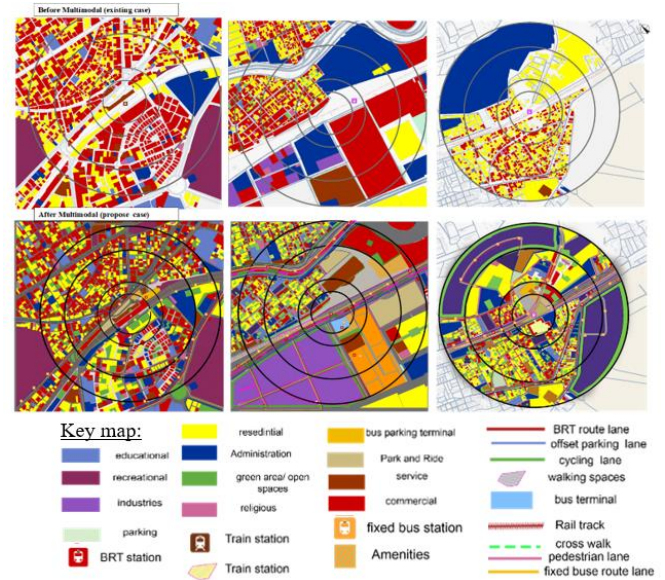 Before Multimodal (existing case)
After Multimodal (propose case)
Key map:
educational
recreational
industries
parking
BRT station
resedintial
Administration
green area/ open
spaces
religious
Train station
Train station
bus parking terminal
Park and Ride
service
commercial
fixed bus station
Amenities
BRT route lane
offset parking lane
cycling lane
walking spaces
bus terminal
Rail track
cross walk
pedestrian lane
fixed buse route lane